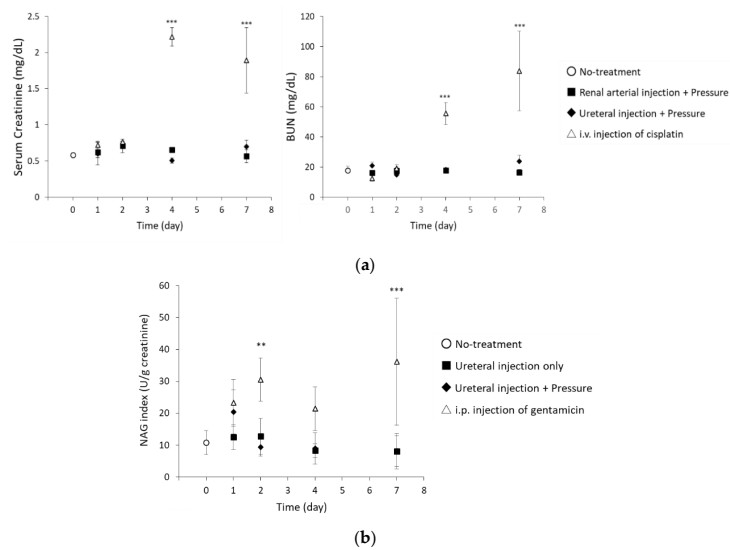 ***
***
2.5
2
1.5
1
0.5
0
Serum Creatinine (mg/dL)
0 1 2 3 4 5 6 7 8
Time (day)
***
***
120
100
80
60
40
20
0
BUN (mg/dL)
0 1 2 3 4 5 6 7 8
Time (day)
No-treatment
Renal arterial injection + Pressure
Ureteral injection + Pressure
i.v. injection of cisplatin
(a)
**
***
60
50
40
30
20
10
0
NAG index (U/g creatinine)
0 1 2 3 4 5 6 7 8
Time (day)
No-treatment
Ureteral injection only
Ureteral injection + Pressure
i.p. injection of gentamicin
(b)